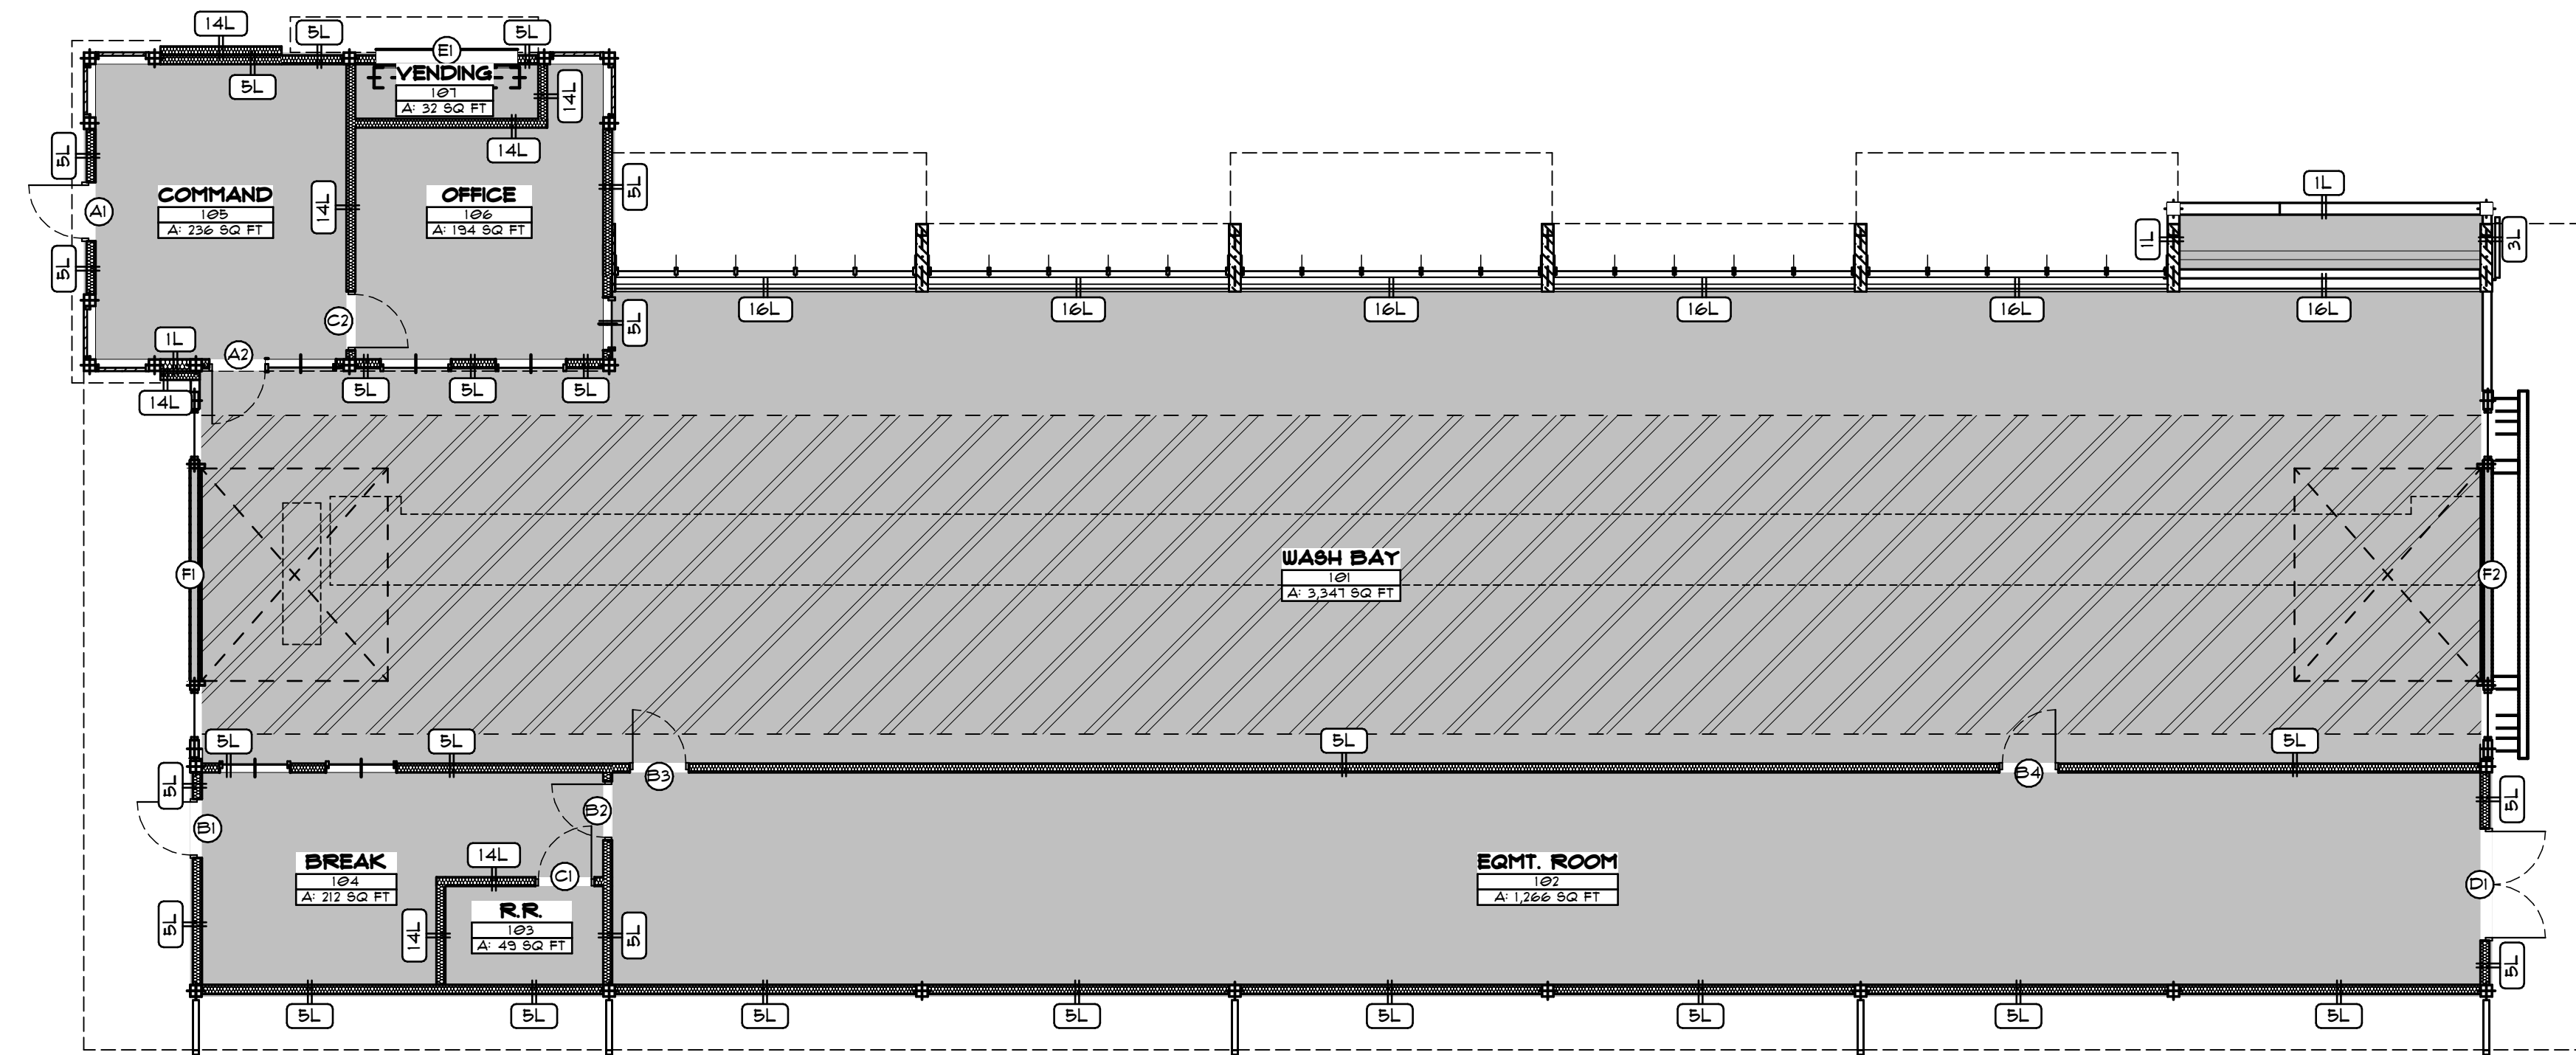 14L
5L
E1
5L
5L
VENDING
107
A: 32 SQ FT
14L
14L
5L
5L
COMMAND
105
A: 236 SQ FT
14L
OFFICE
106
A: 194 SQ FT
A1
5L
1L
1L
3L
5L
C2
5L
16L
16L
16L
16L
16L
16L
1L
A2
14L
5L
5L
5L
F1
WASH BAY
101
A: 3,347 SQ FT
F2
5L
5L
5L
5L
5L
B3
B4
5L
B2
B1
BREAK
104
A: 212 SQ FT
14L
C1
EQMT. ROOM
102
A: 1,266 SQ FT
D1
R.R.
103
A: 49 SQ FT
5L
14L
5L
5L
5L
5L
5L
5L
5L
5L
5L
5L